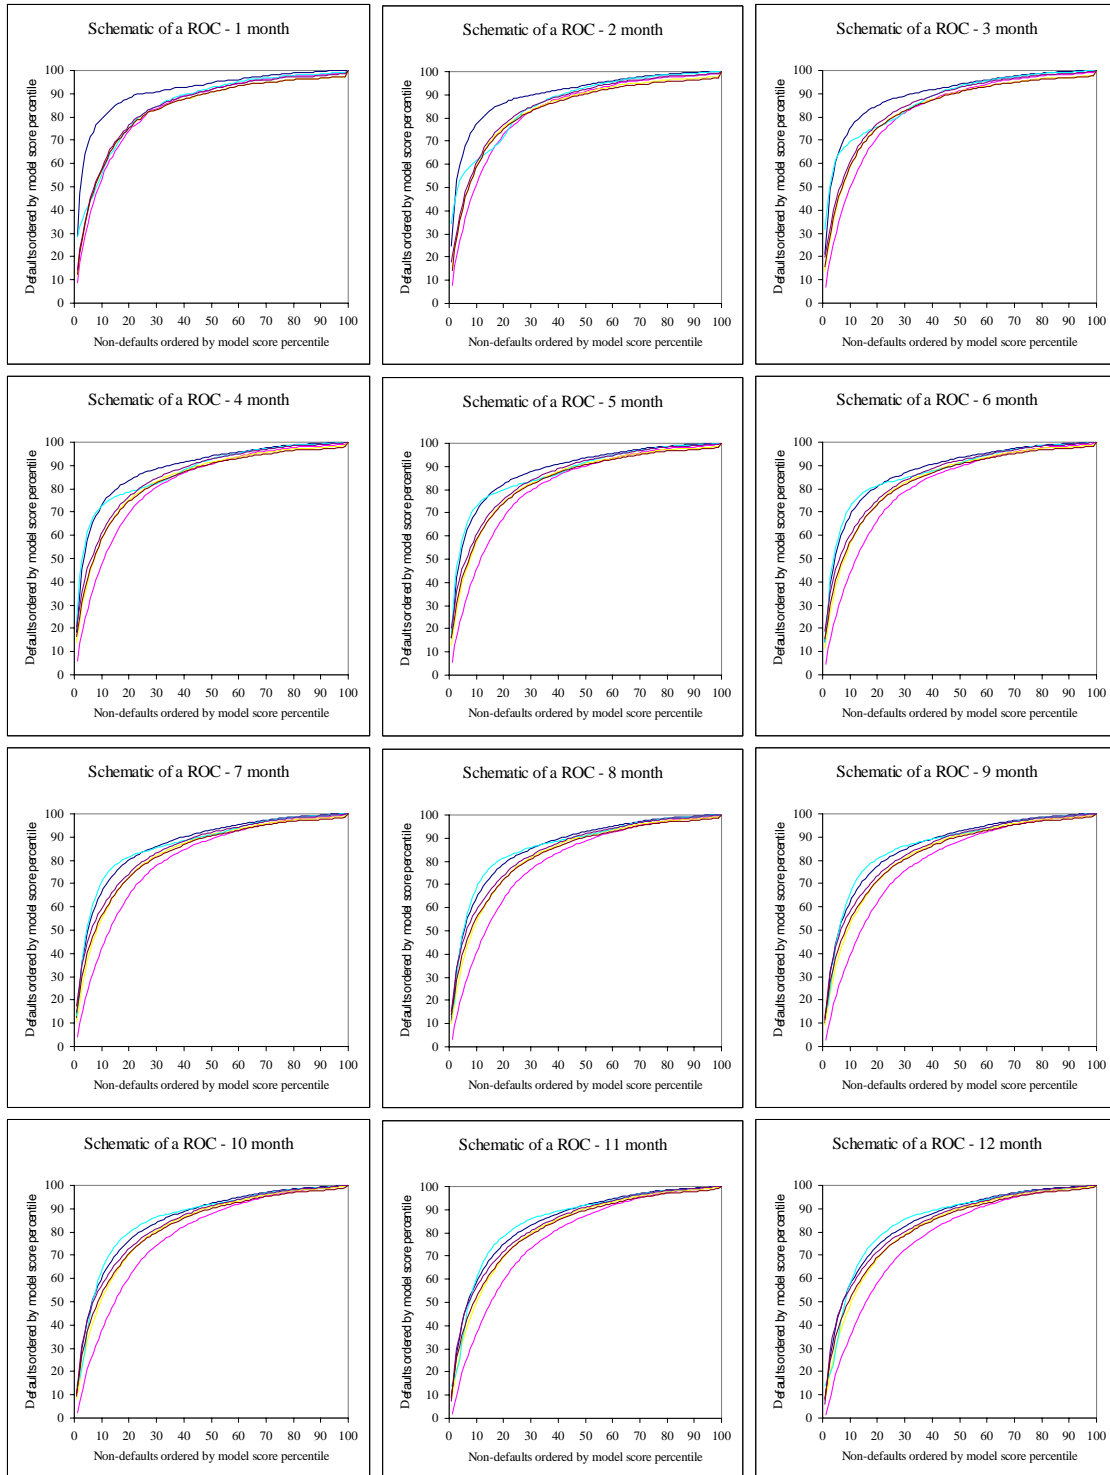 Schematic of a ROC - 1 month
Defaults ordered by model score percentile
100
90
80
70
60
50
40
30
20
10
0
0 10 20 30 40 50 60 70 80 90 100
Non-defaults ordered by model score percentile
Schematic of a ROC - 2 month
Defaults ordered by model score percentile
100
90
80
70
60
50
40
30
20
10
0
0 10 20 30 40 50 60 70 80 90 100
Non-defaults ordered by model score percentile
Schematic of a ROC - 3 month
Defaults ordered by model score percentile
100
90
80
70
60
50
40
30
20
10
0
0 10 20 30 40 50 60 70 80 90 100
Non-defaults ordered by model score percentile
Schematic of a ROC - 4 month
Defaults ordered by model score percentile
100
90
80
70
60
50
40
30
20
10
0
0 10 20 30 40 50 60 70 80 90 100
Non-defaults ordered by model score percentile
Schematic of a ROC - 5 month
Defaults ordered by model score percentile
100
90
80
70
60
50
40
30
20
10
0
0 10 20 30 40 50 60 70 80 90 100
Non-defaults ordered by model score percentile
Schematic of a ROC - 6 month
Defaults ordered by model score percentile
100
90
80
70
60
50
40
30
20
10
0
0 10 20 30 40 50 60 70 80 90 100
Non-defaults ordered by model score percentile
Schematic of a ROC - 7 month
Defaults ordered by model score percentile
100
90
80
70
60
50
40
30
20
10
0
0 10 20 30 40 50 60 70 80 90 100
Non-defaults ordered by model score percentile
Schematic of a ROC - 8 month
Defaults ordered by model score percentile
100
90
80
70
60
50
40
30
20
10
0
0 10 20 30 40 50 60 70 80 90 100
Non-defaults ordered by model score percentile
Schematic of a ROC - 9 month
Defaults ordered by model score percentile
100
90
80
70
60
50
40
30
20
10
0
0 10 20 30 40 50 60 70 80 90 100
Non-defaults ordered by model score percentile
Schematic of a ROC - 10 month
Defaults ordered by model score percentile
100
90
80
70
60
50
40
30
20
10
0
0 10 20 30 40 50 60 70 80 90 100
Non-defaults ordered by model score percentile
Schematic of a ROC - 11 month
Defaults ordered by model score percentile
100
90
80
70
60
50
40
30
20
10
0
0 10 20 30 40 50 60 70 80 90 100
Non-defaults ordered by model score percentile
Schematic of a ROC - 12 month
Defaults ordered by model score percentile
100
90
80
70
60
50
40
30
20
10
0
0 10 20 30 40 50 60 70 80 90 100
Non-defaults ordered by model score percentile